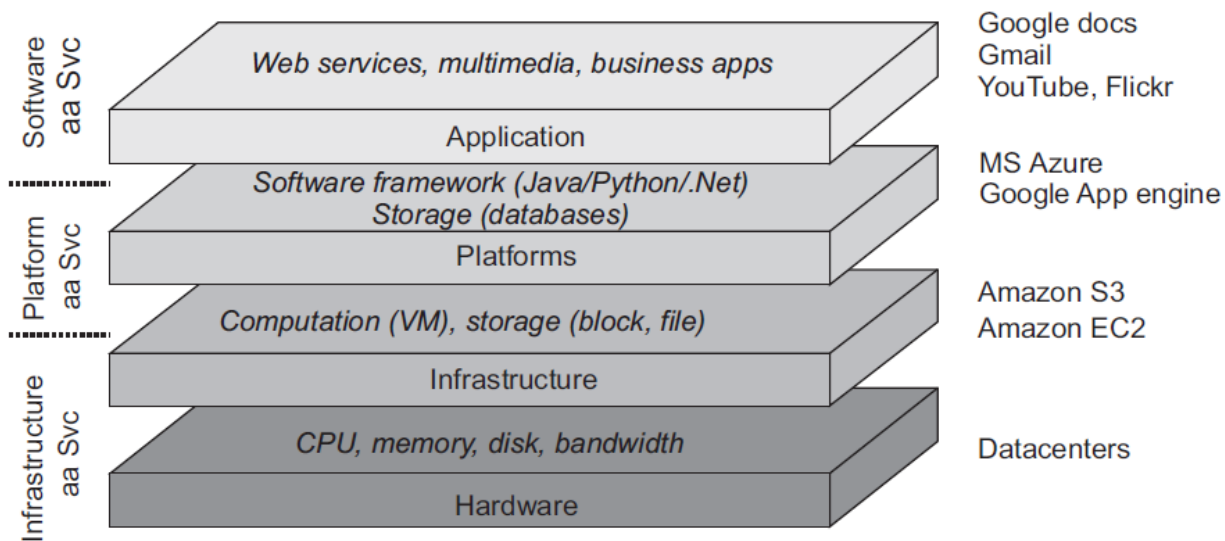 Software
aa Svc
Web services, multimedia, business apps
Application
Google docs
Gmail
YouTube, Flickr
Platform
aa Svc
Software framework (Java/Python/.Net)
Storage (databases)
Platforms
MS Azure
Google App engine
Infrastructure
aa Svc
Computation (VM), storage (block, file)
Infrastructure
Amazon S3
Amazon EC2
CPU, memory, disk, bandwidth
Hardware
Datacenters